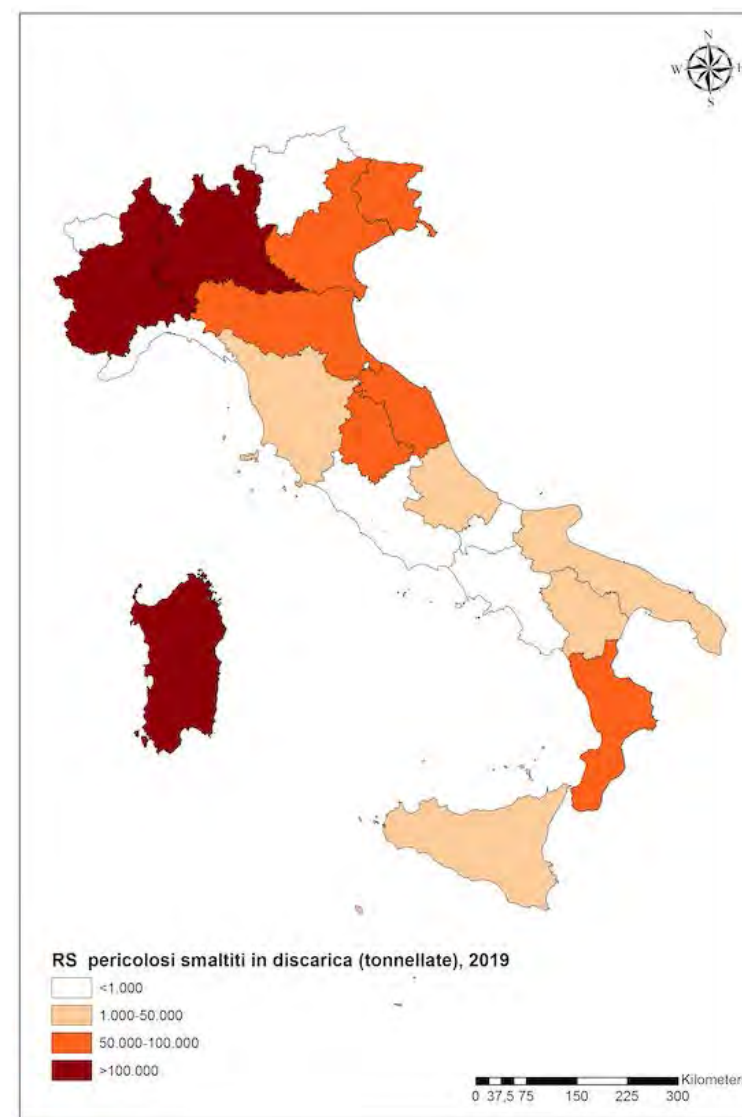 N
W E
S
RS pericolosi smaltiti in discarica (tonnellate), 2019
<1.000
1.000-50.000
50.000-100.000
>100.000
Kilometer
0 37,5 75 150 225 300